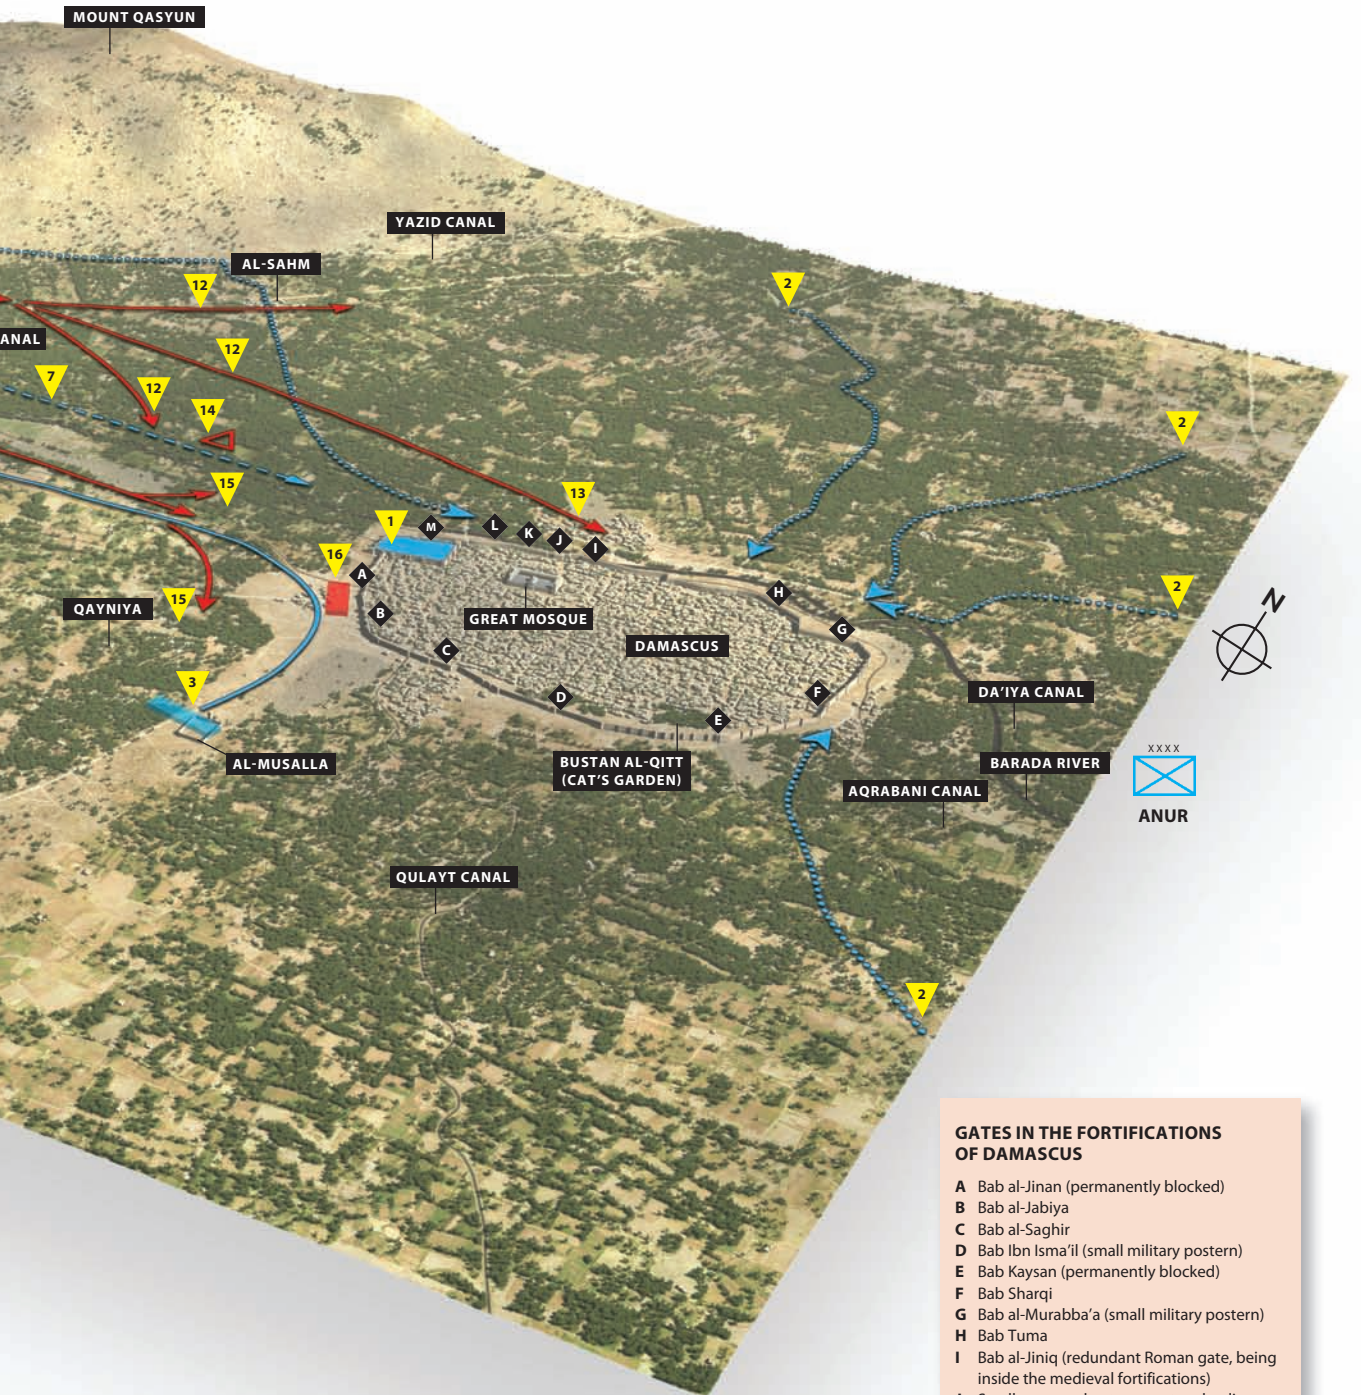 MOUNT QASYUN
YAZID CANAL
AL-SAHM
12
2
ANAL
12
7
12
14
2
15
13
1
M
L
K
J
I
16
A
2
H
N
QAYNIYA
15
B
GREAT MOSQUE
G
C
DAMASCUS
3
D
F
DA'IYA CANAL
E
XXXX
AL-MUSALLA
BUSTAN AL-QITT
(CAT'S GARDEN)
BARADA RIVER
AQRABANI CANAL
ANUR
QULAYT CANAL
2
GATES IN THE FORTIFICATIONS
OF DAMASCUS
A Bab al-Jinan (permanently blocked)
B Bab al-Jabiya
C Bab al-Saghir
D Bab Ibn Isma'il (small military postern)
E Bab Kaysan (permanently blocked)
F Bab Sharqi
G Bab al-Murabba'a (small military postern)
H Bab Tuma
I Bab al-Jiniq (redundant Roman gate, being
inside the medieval fortifications)